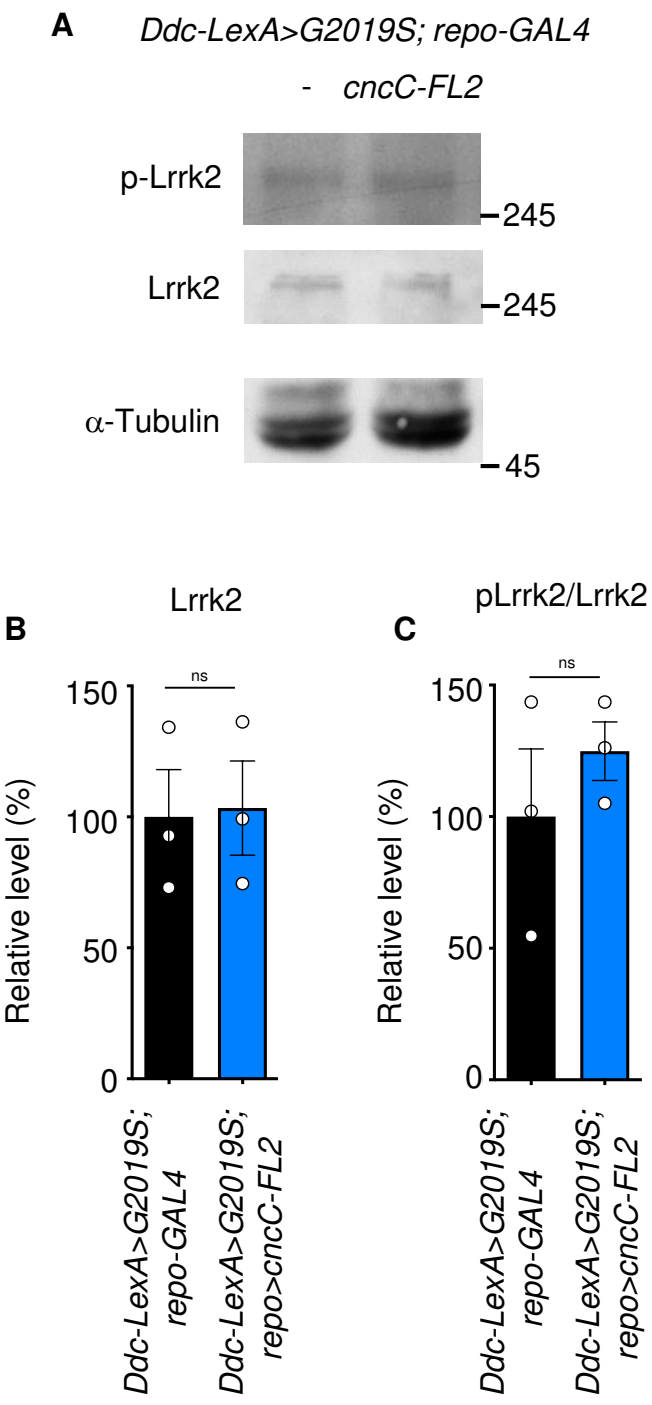 A
Ddc-LexA>G2019S; repo-GAL4
- cncC-FL2
p-Lrrk2
245
Lrrk2
245
α-Tubulin
45
B
Lrrk2
ns
150
100
50
0
Relative level (%)
Ddc-LexA>G2019S;
repo-GAL4
Ddc-LexA>G2019S;
repo>cncC-FL2
C
pLrrk2/Lrrk2
ns
150
100
50
0
Relative level (%)
Ddc-LexA>G2019S;
repo-GAL4
Ddc-LexA>G2019S;
repo>cncC-FL2